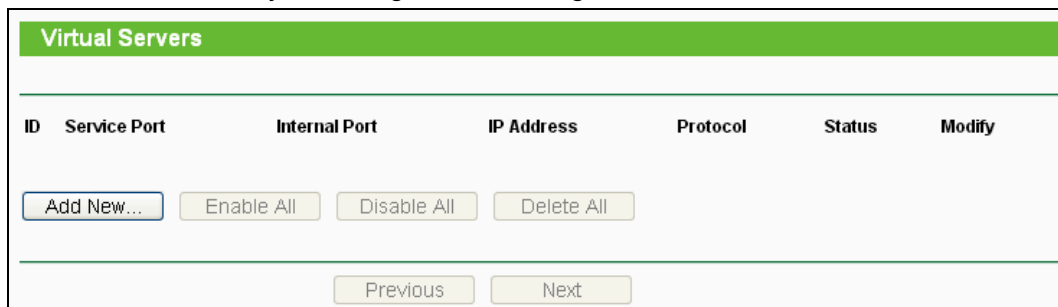 Virtual Servers
ID Service Port Internal Port IP Address Protocol Status Modify
Add New... Enable All Disable All Delete All
Previous Next